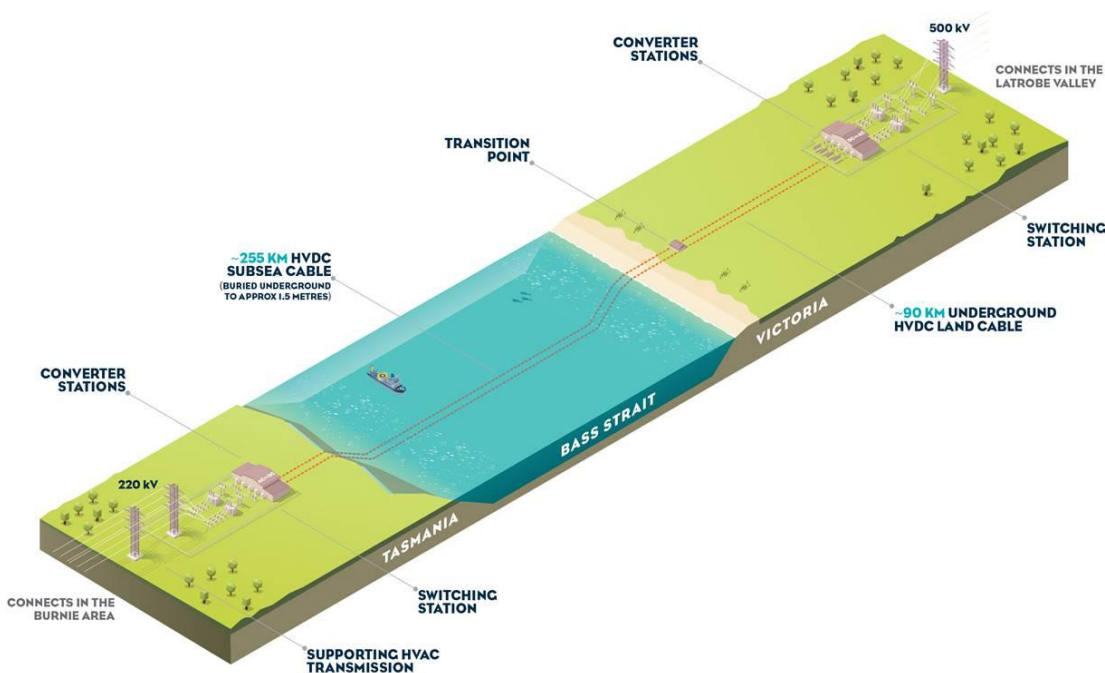 500 kV
CONVERTER
STATIONS
CONNECTS IN THE
LATROBE VALLEY
TRANSITION
POINT
SWITCHING
STATION
~255 KM HVDC
SUBSEA CABLE
(BURIED UNDERGROUND
TO APPROX 1.5 METRES)
~90 KM UNDERGROUND
HVDC LAND CABLE
VICTORIA
CONVERTER
STATIONS
BASS STRAIT
220 kV
TASMANIA
SWITCHING
STATION
CONNECTS IN THE
BURNIE AREA
SUPPORTING HVAC
TRANSMISSION